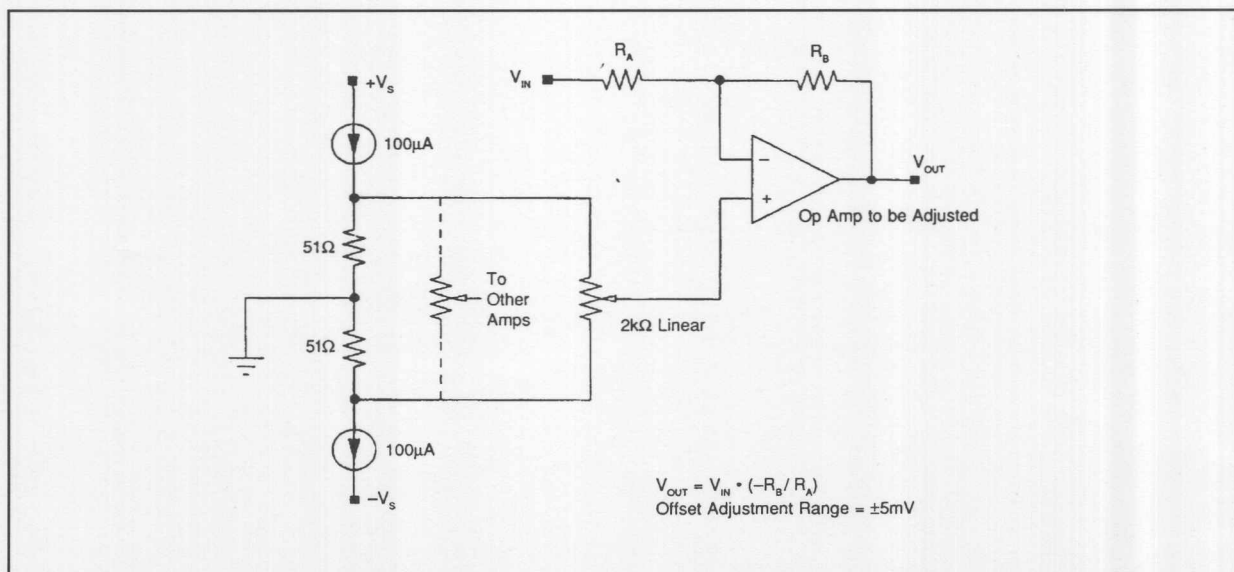 R_A
R_B
V_IN
+V_S
100μA
V_OUT
−
+
Op Amp to be Adjusted
51Ω
To
Other
Amps
2kΩ Linear
51Ω
100μA
−V_S
V_OUT = V_IN • (−R_B/ R_A)
Offset Adjustment Range = ±5mV